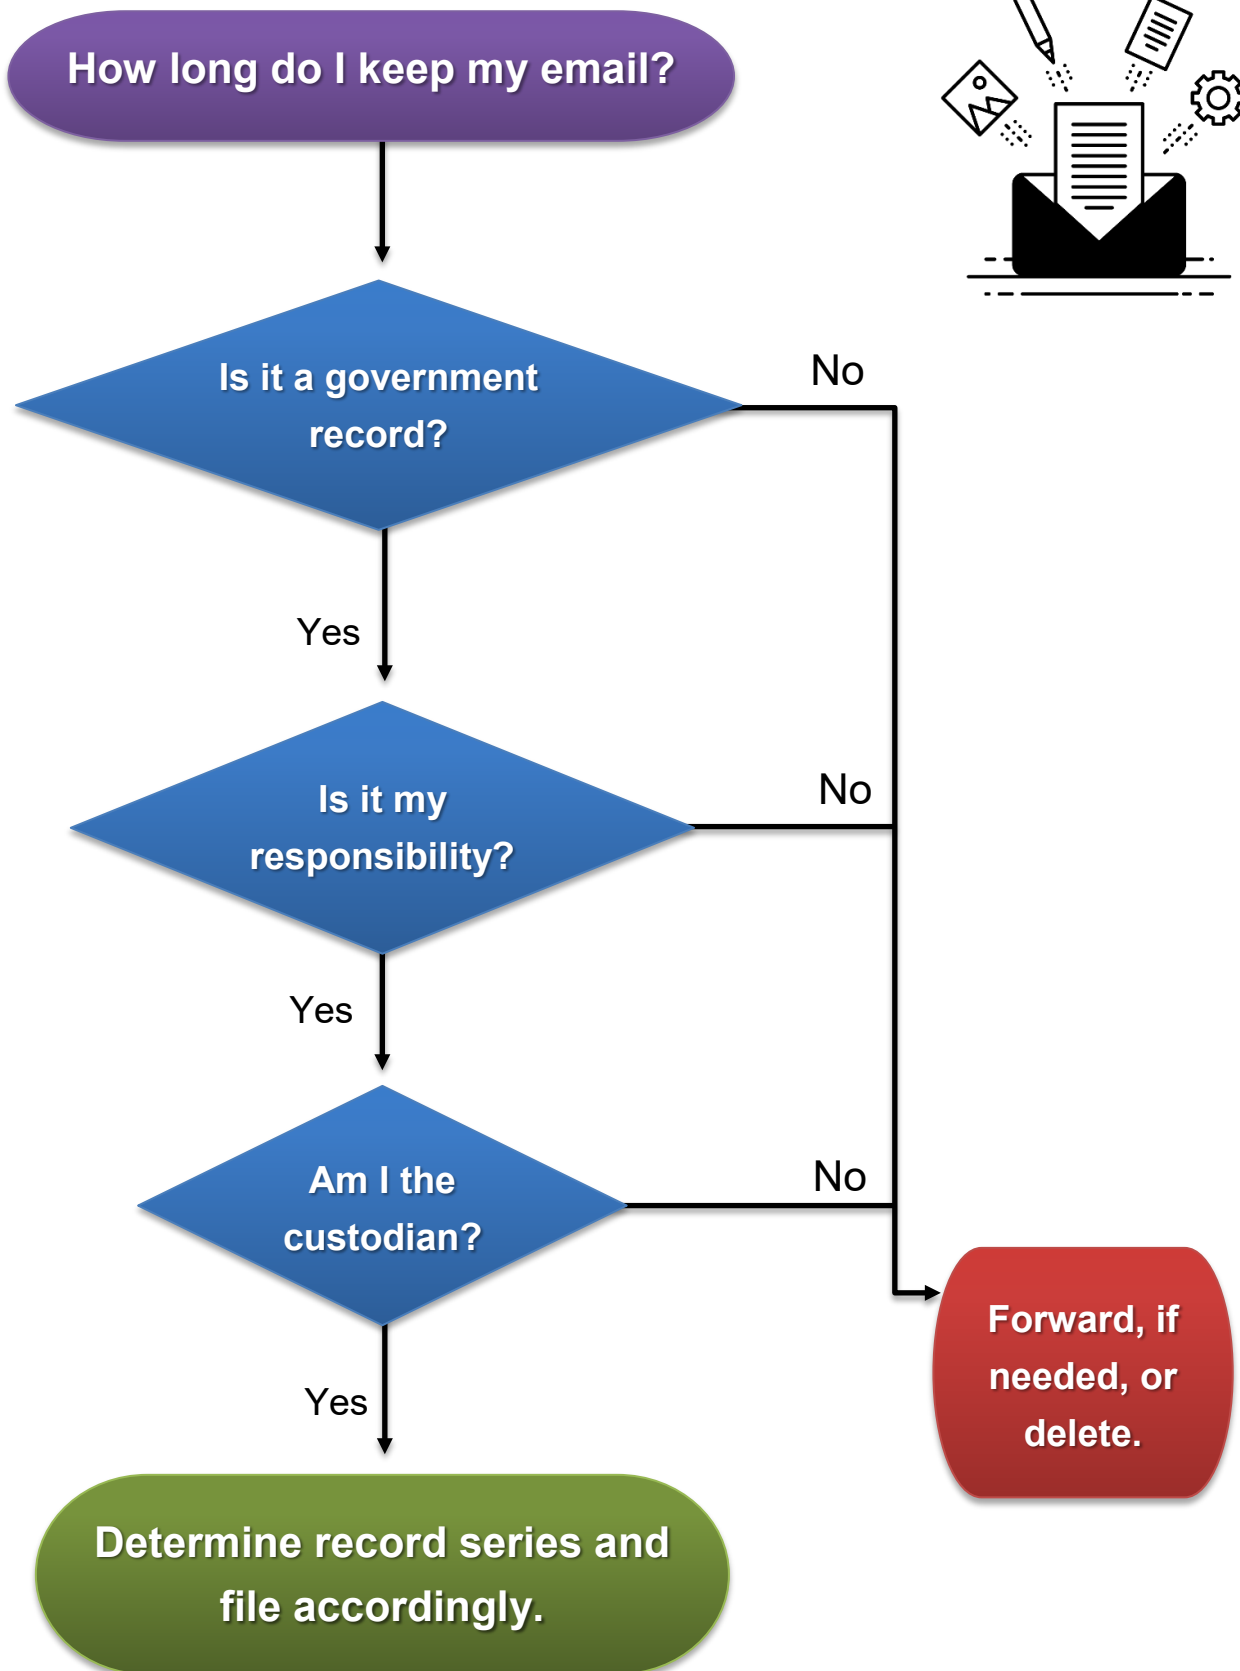 How long do I keep my email?
Is it a government
record?
No
Yes
Is it my
responsibility?
No
Yes
Am I the
custodian?
No
Yes
Forward, if
needed, or
delete.
Determine record series and
file accordingly.